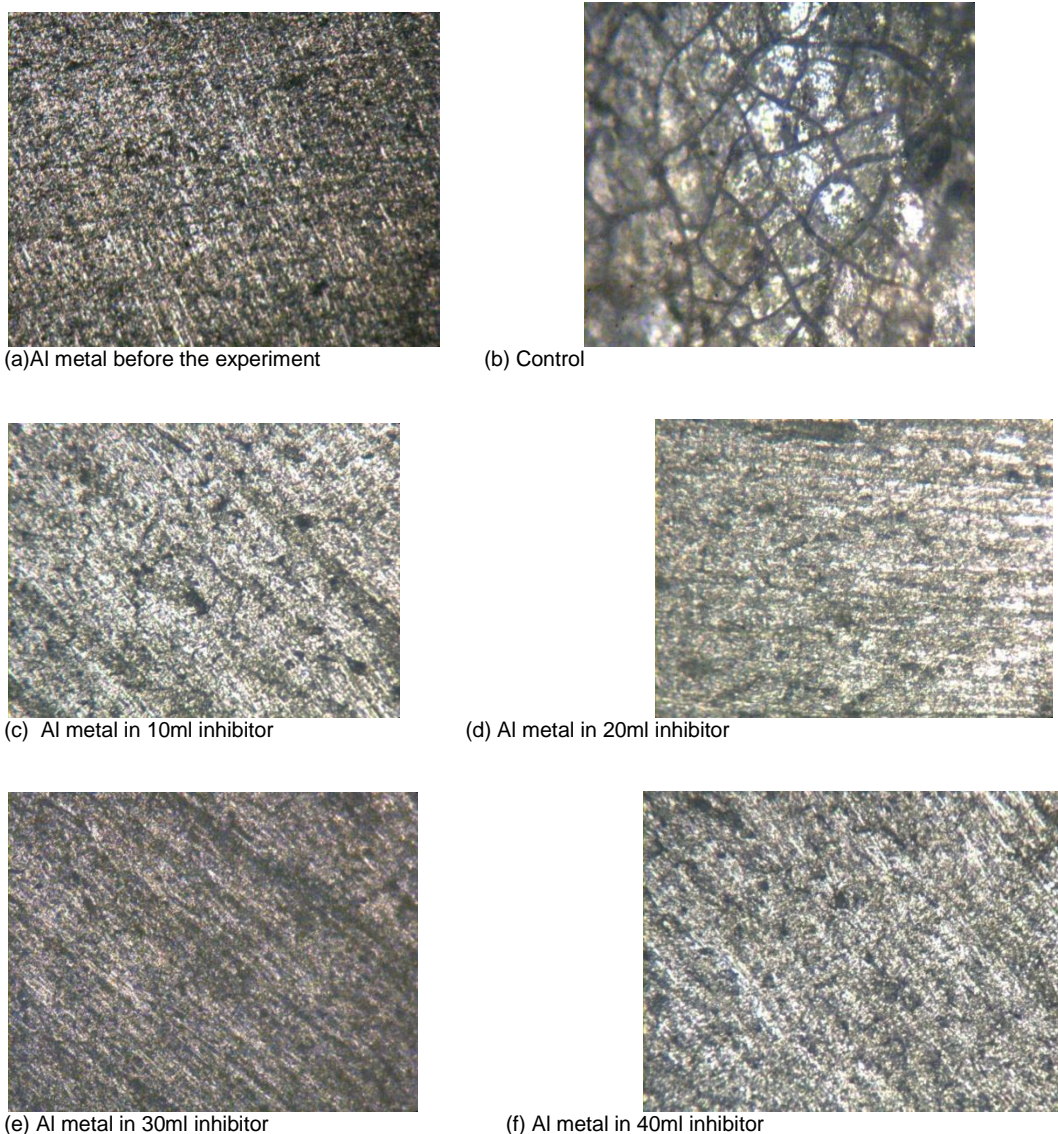 (a)Al metal before the experiment
(b) Control
(c) Al metal in 10ml inhibitor
(d) Al metal in 20ml inhibitor
(e) Al metal in 30ml inhibitor
(f) Al metal in 40ml inhibitor